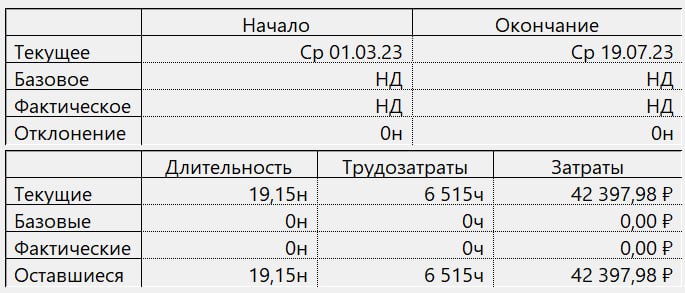 Начало Окончание
Текущее Ср 01.03.23 Ср 19.07.23
Базовое НД НД
Фактическое НД НД
Отклонение 0н 0н
Длительность Трудозатраты Затраты
Текущие 19,15н 6 515ч 42 397,98 ₽
Базовые 0н 0ч 0,00 ₽
Фактические 0н 0ч 0,00 ₽
Оставшиеся 19,15н 6 515ч 42 397,98 ₽